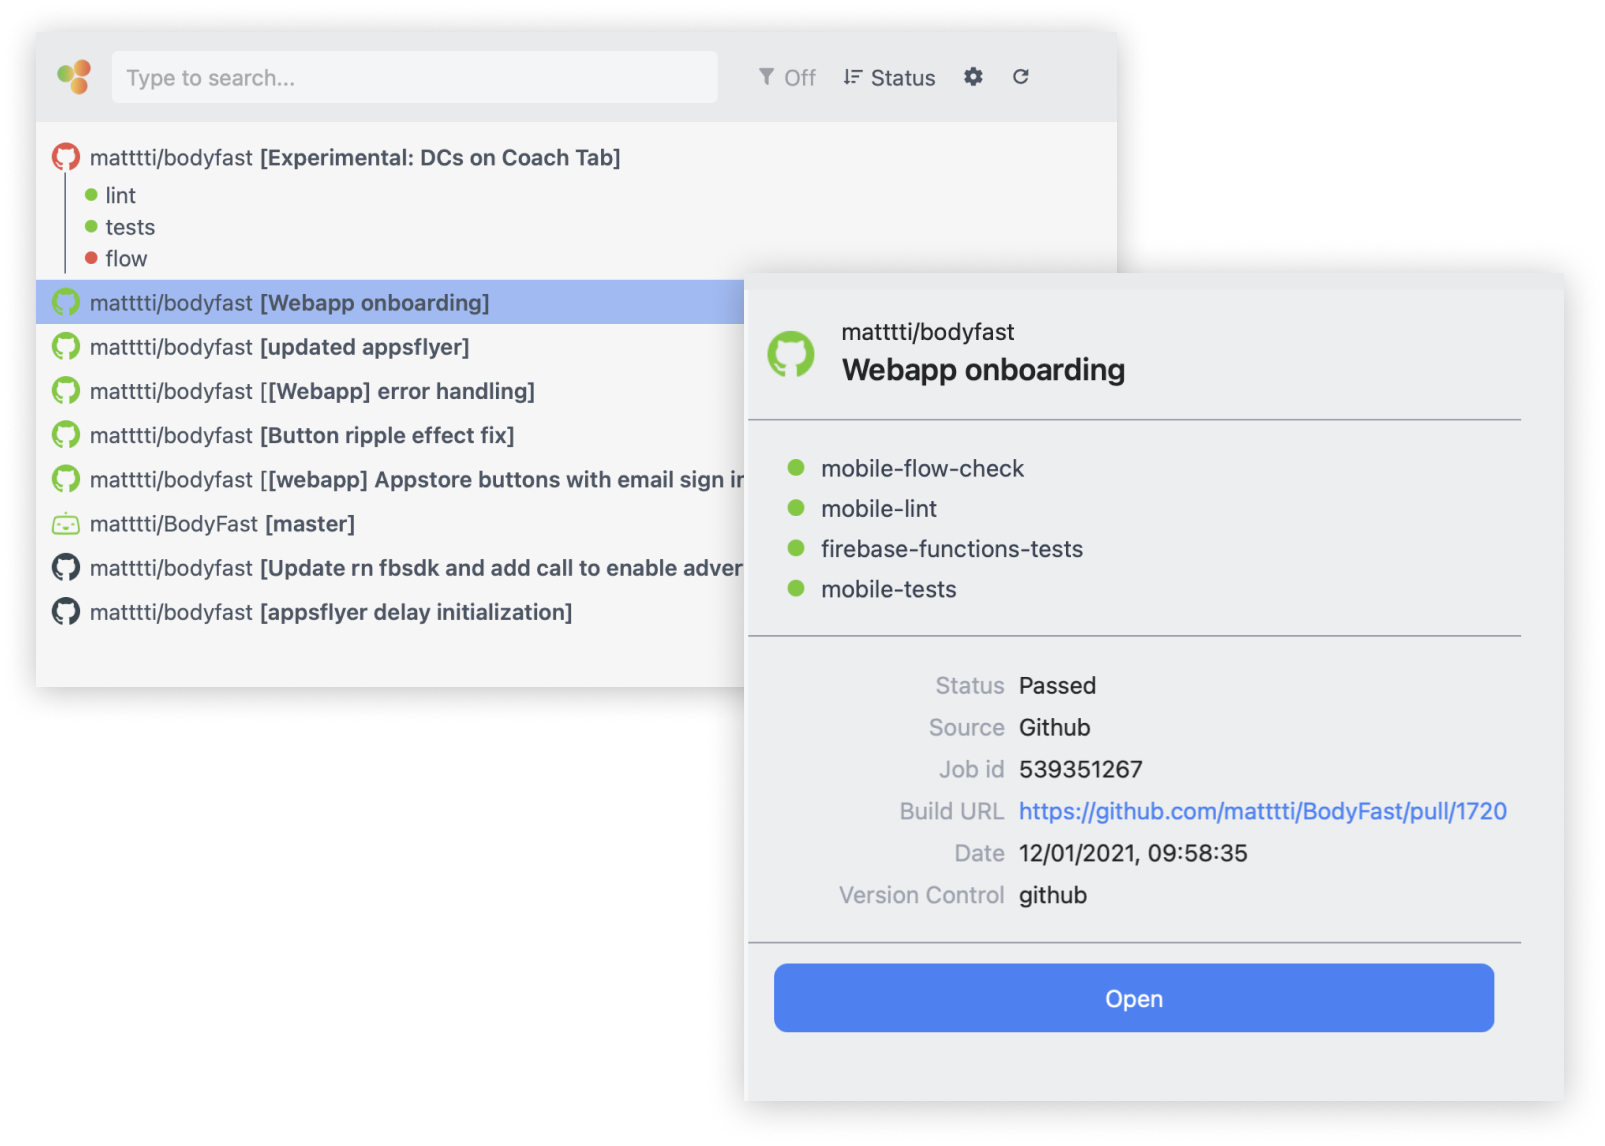 Type to search...
Off
Status
matttti/bodyfast [Experimental: DCs on Coach Tab]
lint
tests
flow
matttti/bodyfast [Webapp onboarding]
matttti/bodyfast [updated appsflyer]
matttti/bodyfast [[Webapp] error handling]
matttti/bodyfast [Button ripple effect fix]
matttti/bodyfast [[webapp] Appstore buttons with email sign in
matttti/BodyFast [master]
matttti/bodyfast [Update rn fbsdk and add call to enable adver
matttti/bodyfast [appsflyer delay initialization]
matttti/bodyfast
Webapp onboarding
mobile-flow-check
mobile-lint
firebase-functions-tests
mobile-tests
Status Passed
Source Github
Job id 539351267
Build URL https://github.com/matttti/BodyFast/pull/1720
Date 12/01/2021, 09:58:35
Version Control github
Open